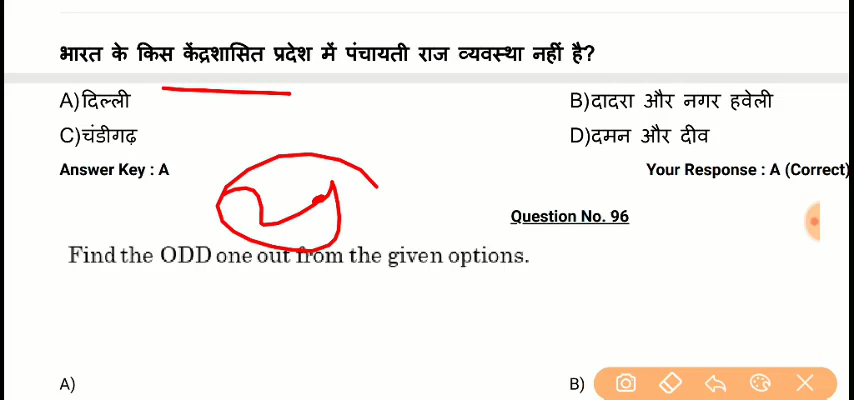 भारत के किस केंद्रशासित प्रदेश में पंचायती राज व्यवस्था नहीं है?
A)दिल्ली B)दादरा और नगर हवेली
C)चंडीगढ़ D)दमन और दीव
Answer Key : A Your Response : A (Correct)
Question No. 96
Find the ODD one out from the given options.
A) B)